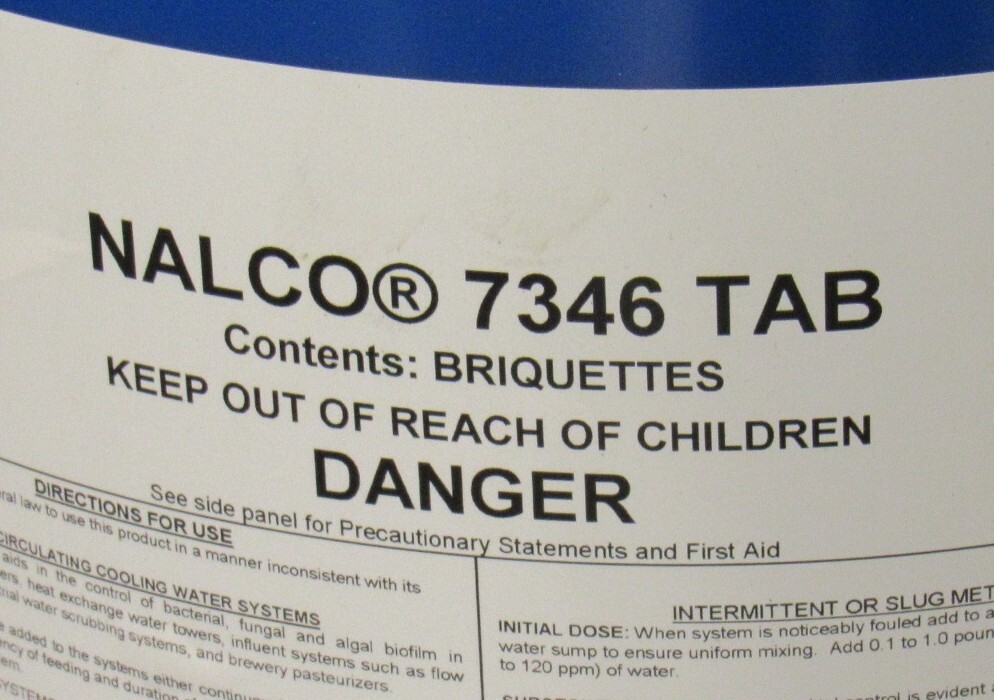 NALCO® 7346 TAB
Contents: BRIQUETTES
KEEP OUT OF REACH OF CHILDREN
DANGER
See side panel for Precautionary Statements and First Aid
DIRECTIONS FOR USE
law to use this product in a manner inconsistent with its
CIRCULATING COOLING WATER SYSTEMS
aids in the control of bacterial, fungal and algal biofilm in
heat exchange water towers, influent systems such as flow
water scrubbing systems, and brewery pasteurizers.
added to the systems either
of feeding and duration
INTERMITTENT OR SLUG
INITIAL DOSE: When system is noticeably fouled add to
water sump to ensure uniform mixing. Add 0.1 to 1.0
to 120 ppm) of water.
is evident